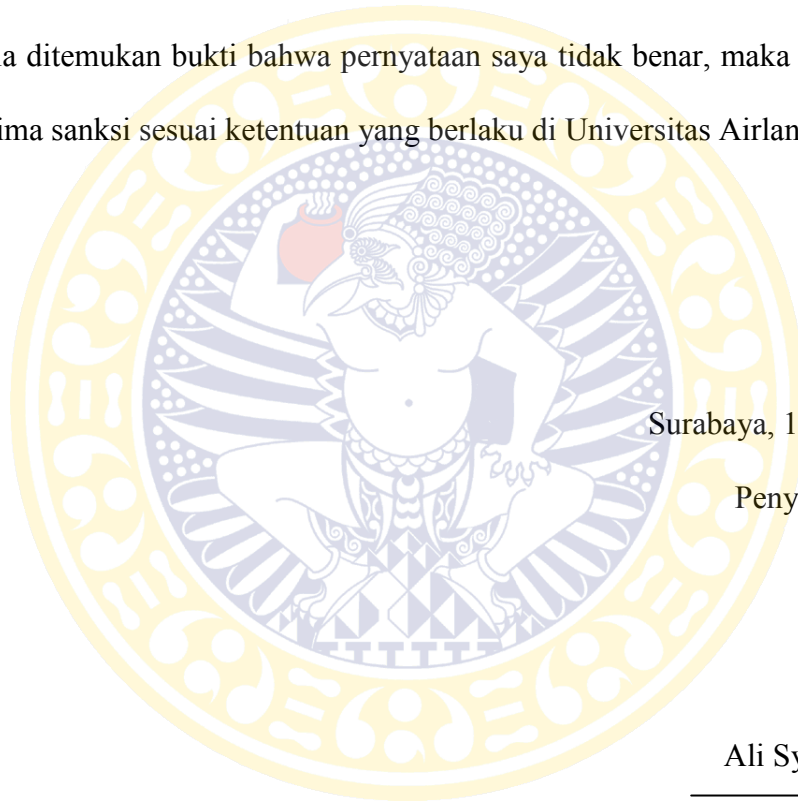 a ditemukan bukti bahwa pernyataan saya tidak benar, maka
ima sanksi sesuai ketentuan yang berlaku di Universitas Airlan
Surabaya, 1
Peny
Ali Sy